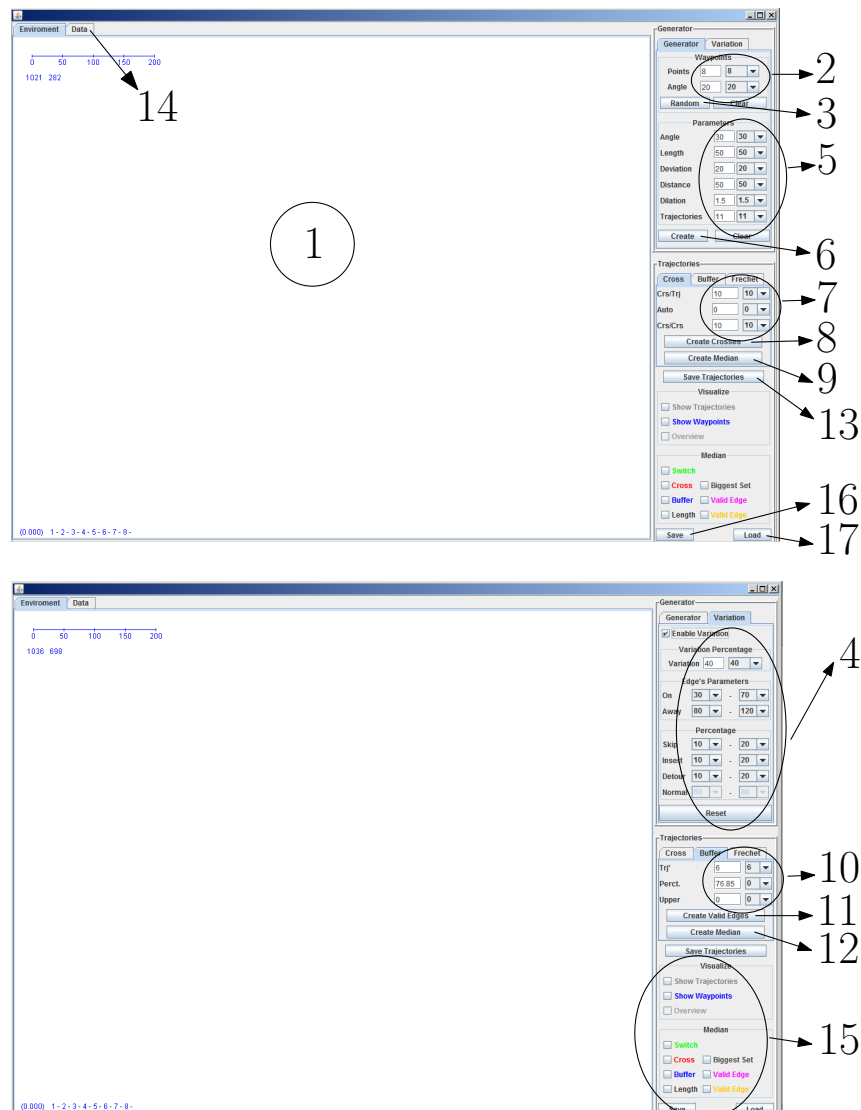 Enviroment Data
0 50 100 150 200
1021 282
14
1
(0.000) 1 - 2 - 3 - 4 - 5 - 6 - 7 - 8 -
Generator
Generator Variation
Waypoints
Points 8 8
Angle 20 20
2
Random Clear
3
Parameters
Angle 30 30
Length 50 50
Deviation 20 20
Distance 50 50
Dilation 1.5 1.5
Trajectories 11 11
5
Create Clear
6
Trajectories
Cross Buffer Frechet
Crs/Trj 10 10
Auto 0 0
Crs/Crs 10 10
7
Create Crosses
8
Create Median
9
Save Trajectories
13
Visualize
Show Trajectories
Show Waypoints
Overview
Median
Switch
Cross Biggest Set
Buffer Valid Edge
Length Valid Edge
Save Load
16
17
Enviroment Data
0 50 100 150 200
1036 698
(0.000) 1 - 2 - 3 - 4 - 5 - 6 - 7 - 8 -
Generator
Generator Variation
Enable Variation
Variation Percentage
Variation 40 40
Edge's Parameters
On 30 - 70
Away 80 - 120
Percentage
Skip 10 - 20
Insert 10 - 20
Detour 10 - 20
Normal -
Reset
4
Trajectories
Cross Buffer Frechet
Trj' 6 6
Perct. 76.85 0
Upper 0 0
10
Create Valid Edges
11
Create Median
12
Save Trajectories
Visualize
Show Trajectories
Show Waypoints
Overview
Median
Switch
Cross Biggest Set
Buffer Valid Edge
Length Valid Edge
Save Load
15